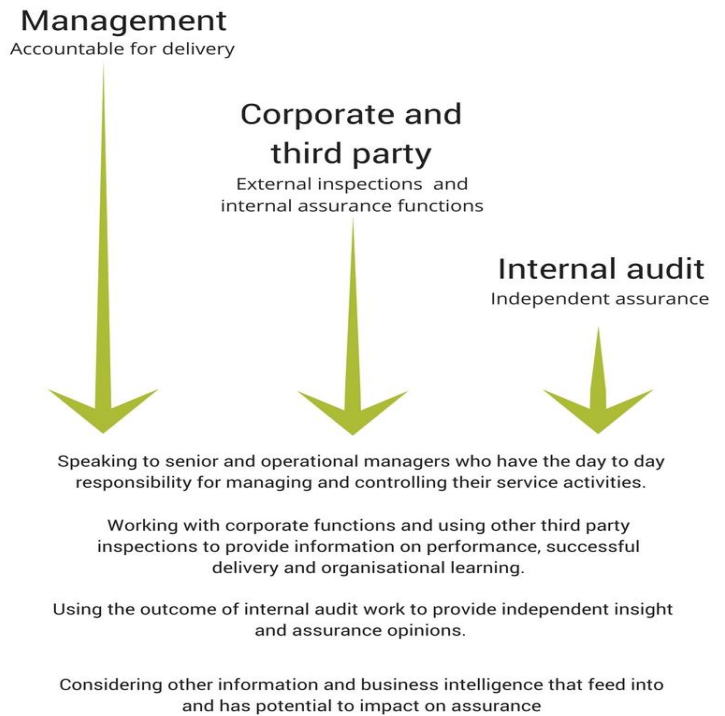 Management
Accountable for delivery
Corporate and
third party
External inspections and
internal assurance functions
Internal audit
Independent assurance
Speaking to senior and operational managers who have the day to day
responsibility for managing and controlling their service activities.
Working with corporate functions and using other third party
inspections to provide information on performance, successful
delivery and organisational learning.
Using the outcome of internal audit work to provide independent insight
and assurance opinions.
Considering other information and business intelligence that feed into
and has potential to impact on assurance